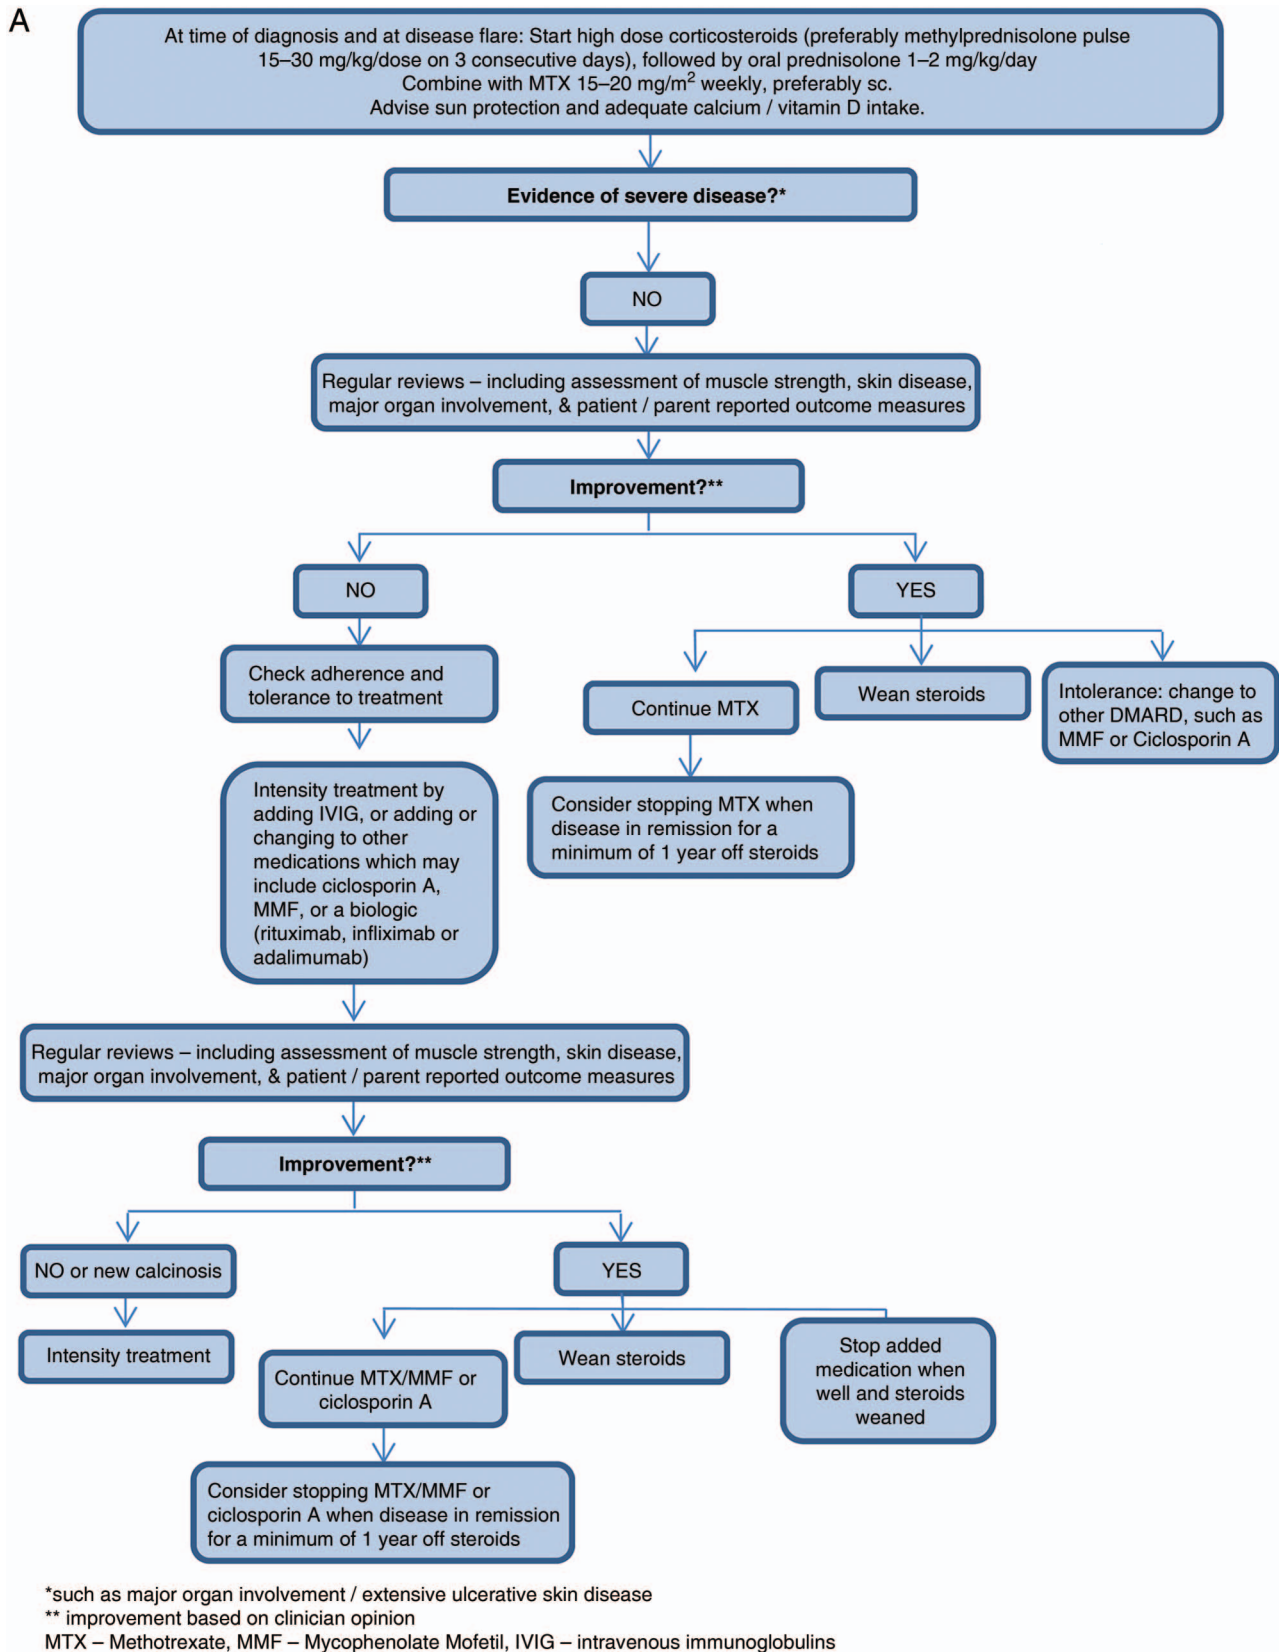 A
At time of diagnosis and at disease flare: Start high dose corticosteroids (preferably methylprednisolone pulse
15–30 mg/kg/dose on 3 consecutive days), followed by oral prednisolone 1–2 mg/kg/day
Combine with MTX 15–20 mg/m² weekly, preferably sc.
Advise sun protection and adequate calcium / vitamin D intake.
Evidence of severe disease?*
NO
Regular reviews – including assessment of muscle strength, skin disease,
major organ involvement, & patient / parent reported outcome measures
Improvement?**
NO
YES
Check adherence and
tolerance to treatment
Continue MTX
Wean steroids
Intolerance: change to
other DMARD, such as
MMF or Ciclosporin A
Intensity treatment by
adding IVIG, or adding or
changing to other
medications which may
include ciclosporin A,
MMF, or a biologic
(rituximab, infliximab or
adalimumab)
Consider stopping MTX when
disease in remission for a
minimum of 1 year off steroids
Regular reviews – including assessment of muscle strength, skin disease,
major organ involvement, & patient / parent reported outcome measures
Improvement?**
NO or new calcinosis
YES
Intensity treatment
Continue MTX/MMF or
ciclosporin A
Wean steroids
Stop added
medication when
well and steroids
weaned
Consider stopping MTX/MMF or
ciclosporin A when disease in remission
for a minimum of 1 year off steroids
*such as major organ involvement / extensive ulcerative skin disease
** improvement based on clinician opinion
MTX – Methotrexate, MMF – Mycophenolate Mofetil, IVIG – intravenous immunoglobulins